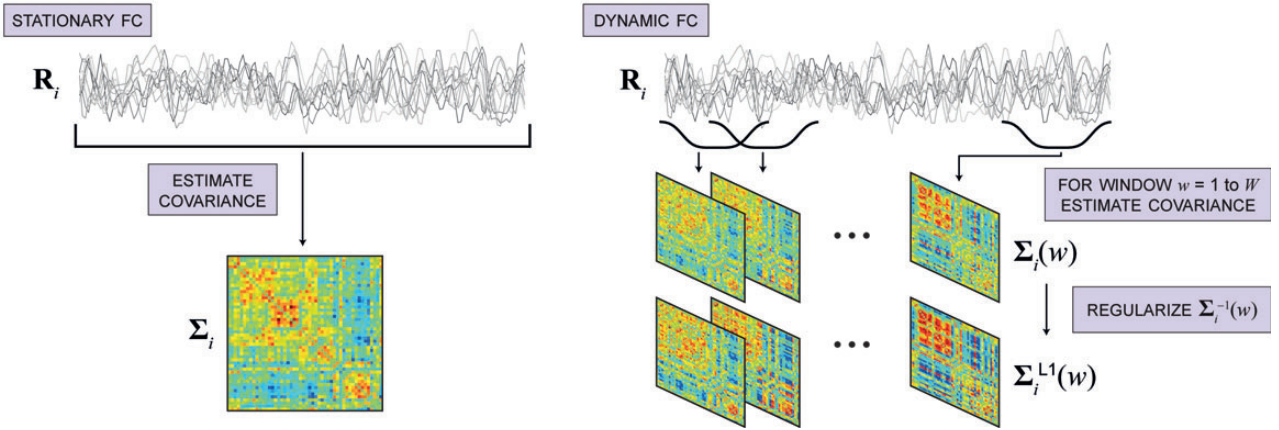 STATIONARY FC
R_i
ESTIMATE
COVARIANCE
Σ_i
DYNAMIC FC
R_i
FOR WINDOW w = 1 to W
ESTIMATE COVARIANCE
Σ_i(w)
REGULARIZE Σ_i^-1(w)
Σ_i^L1(w)